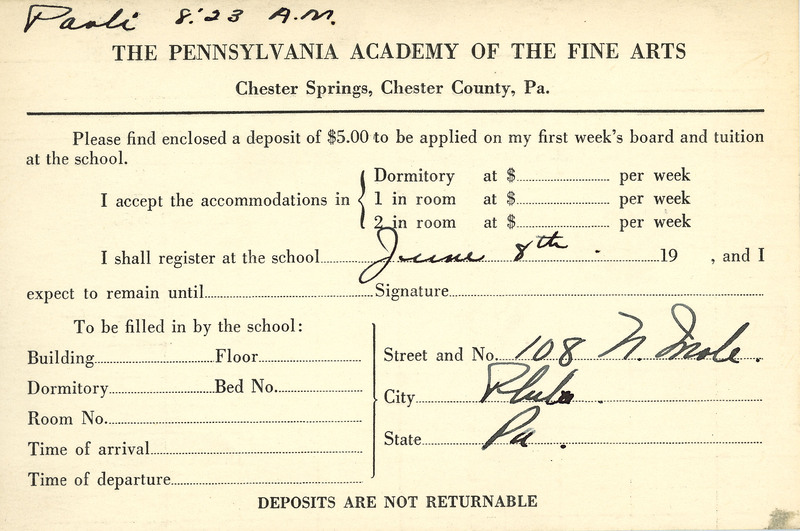 Paoli 8:23 A.M.
THE PENNSYLVANIA ACADEMY OF THE FINE ARTS
Chester Springs, Chester County, Pa.
Please find enclosed a deposit of $5.00 to be applied on my first week's board and tuition
at the school.
I accept the accommodations in
Dormitory at $ per week
1 in room at $ per week
2 in room at $ per week
I shall register at the school June 8th 19 , and I
expect to remain until Signature
To be filled in by the school:
Building Floor
Dormitory Bed No.
Room No.
Time of arrival
Time of departure
Street and No. 108 N. Mole.
City Phila.
State Pa.
DEPOSITS ARE NOT RETURNABLE